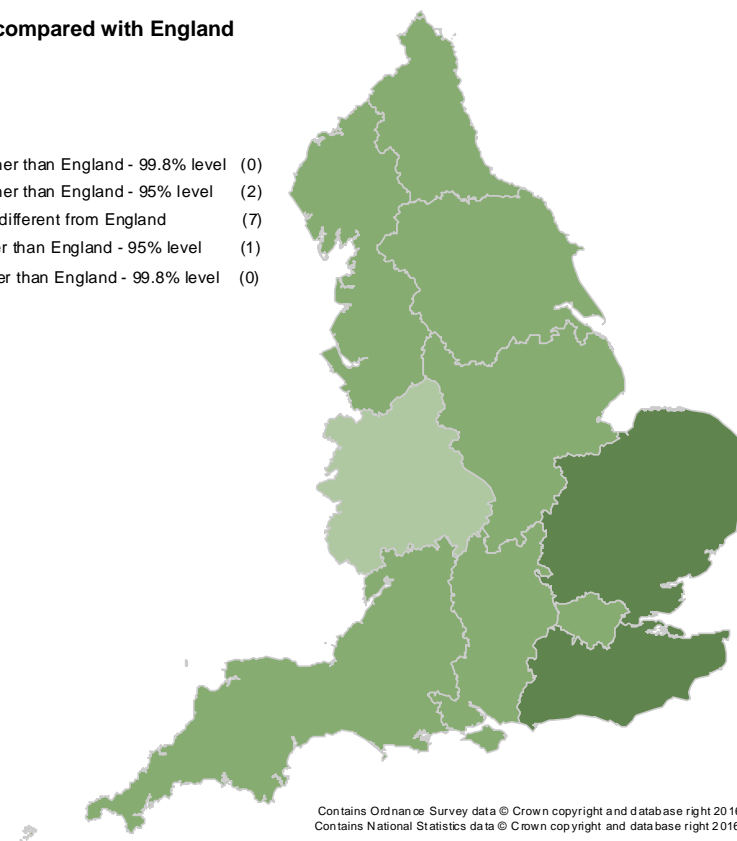 compared with England
her than England - 99.8% level (0)
her than England - 95% level (2)
different from England (7)
er than England - 95% level (1)
er than England - 99.8% level (0)
Contains Ordnance Survey data © Crown copyright and database right 2016
Contains National Statistics data © Crown copyright and database right 2016